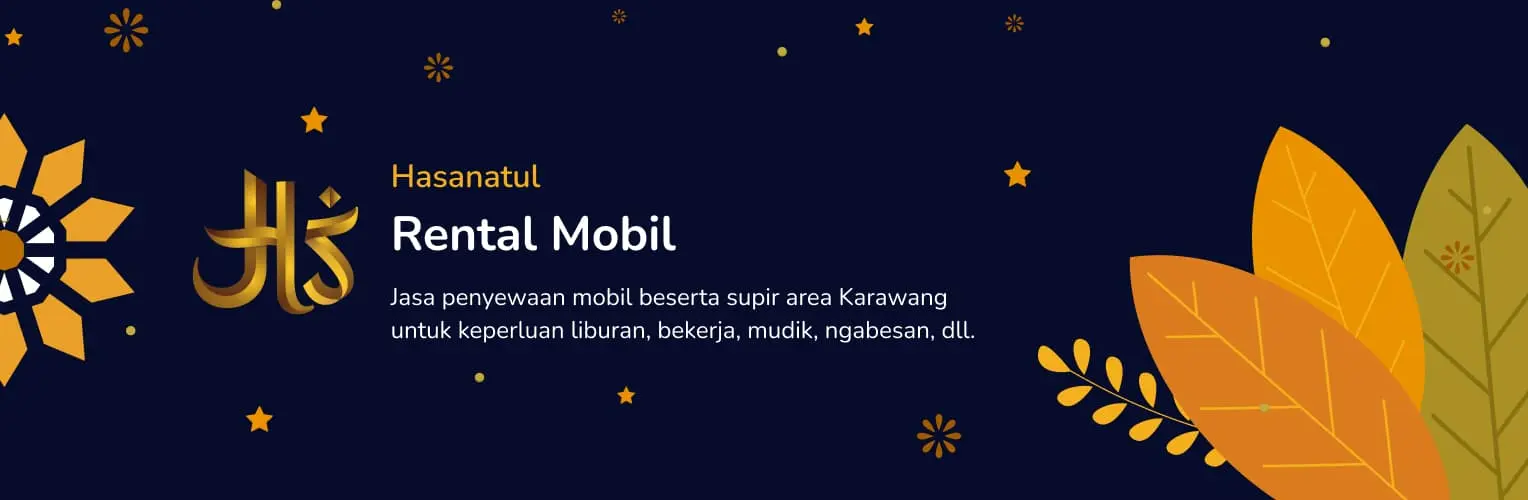 Hasanatul
Rental Mobil
Jasa penyewaan mobil beserta supir area Karawang
untuk keperluan liburan, bekerja, mudik, ngabesan, dll.